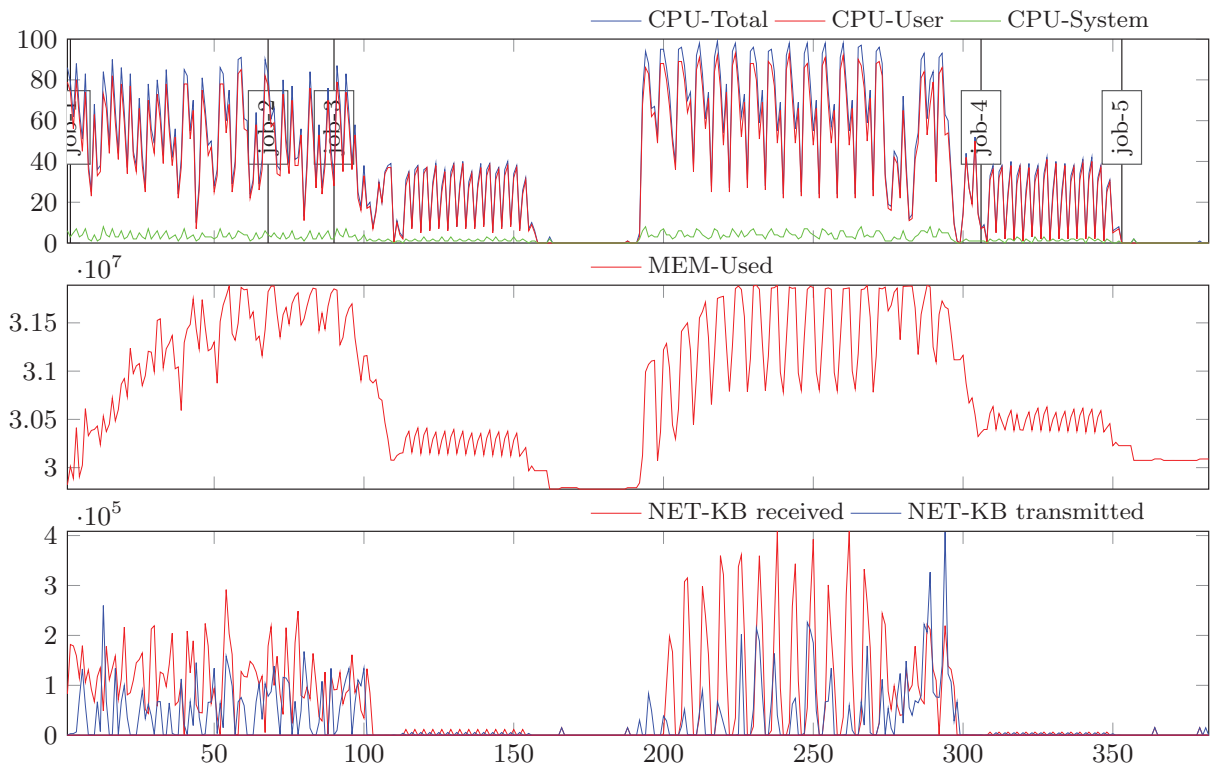 CPU-Total CPU-User CPU-System
100
80
60
40
20
0
job-1
job-2
job-3
job-4
job-5
·10^7
MEM-Used
3.15
3.1
3.05
3
·10^5
NET-KB received NET-KB transmitted
4
3
2
1
0
50 100 150 200 250 300 350